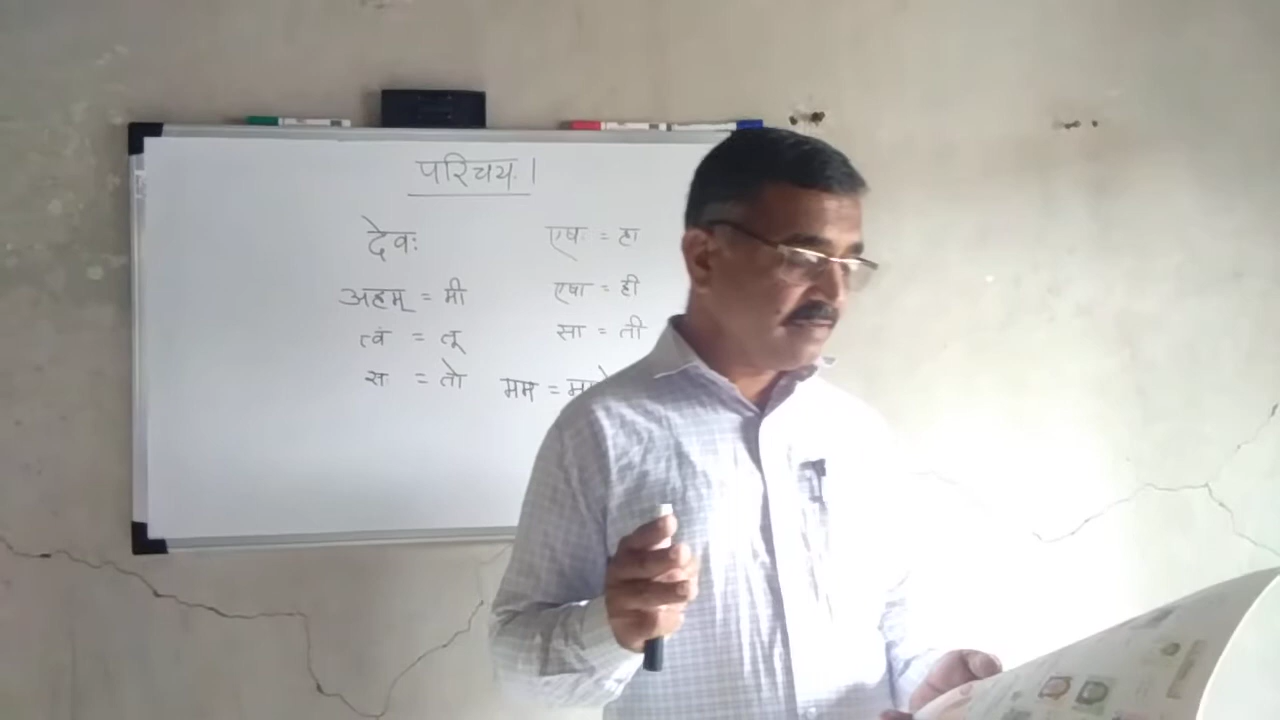 परिचयः।
देवः एषः = हा
अहम् = मी एषा = ही
त्वं = तू सा = ती
सः = तो मम =